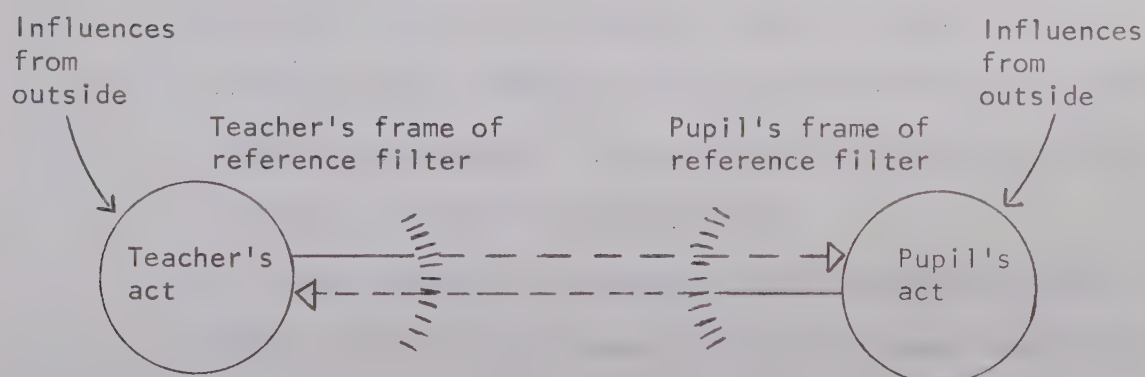 Influences
from
outside
Influences
from
outside
Teacher's frame of
reference filter
Pupil's frame of
reference filter
Teacher's
act
Pupil's
act